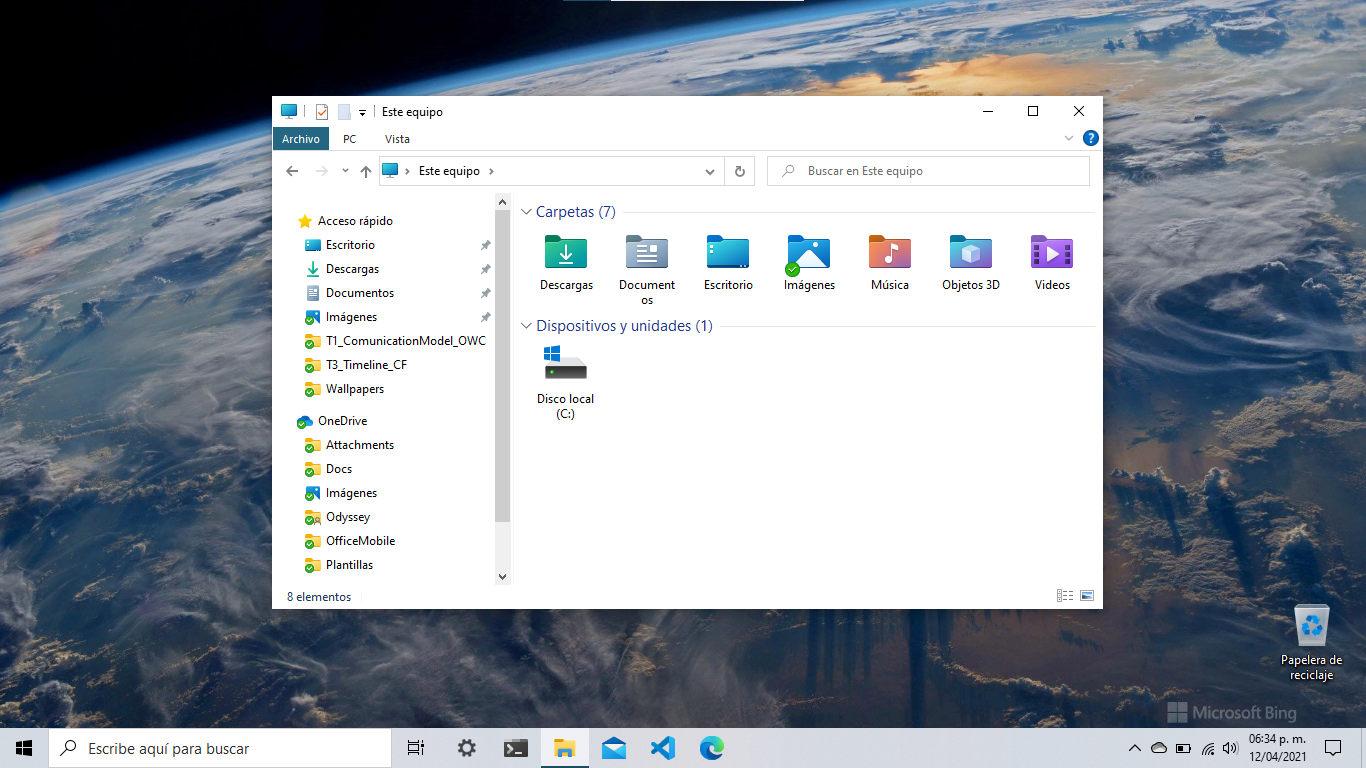 Este equipo
Archivo PC Vista
Este equipo
Buscar en Este equipo
Acceso rápido
Escritorio
Descargas
Documentos
Imágenes
T1_ComunicationModel_OWC
T3_Timeline_CF
Wallpapers
OneDrive
Attachments
Docs
Imágenes
Odyssey
OfficeMobile
Plantillas
Carpetas (7)
Descargas
Document
os
Escritorio
Imágenes
Música
Objetos 3D
Videos
Dispositivos y unidades (1)
Disco local
(C:)
8 elementos
Papelera de
reciclaje
Microsoft Bing
Escribe aquí para buscar
06:34 p. m.
12/04/2021